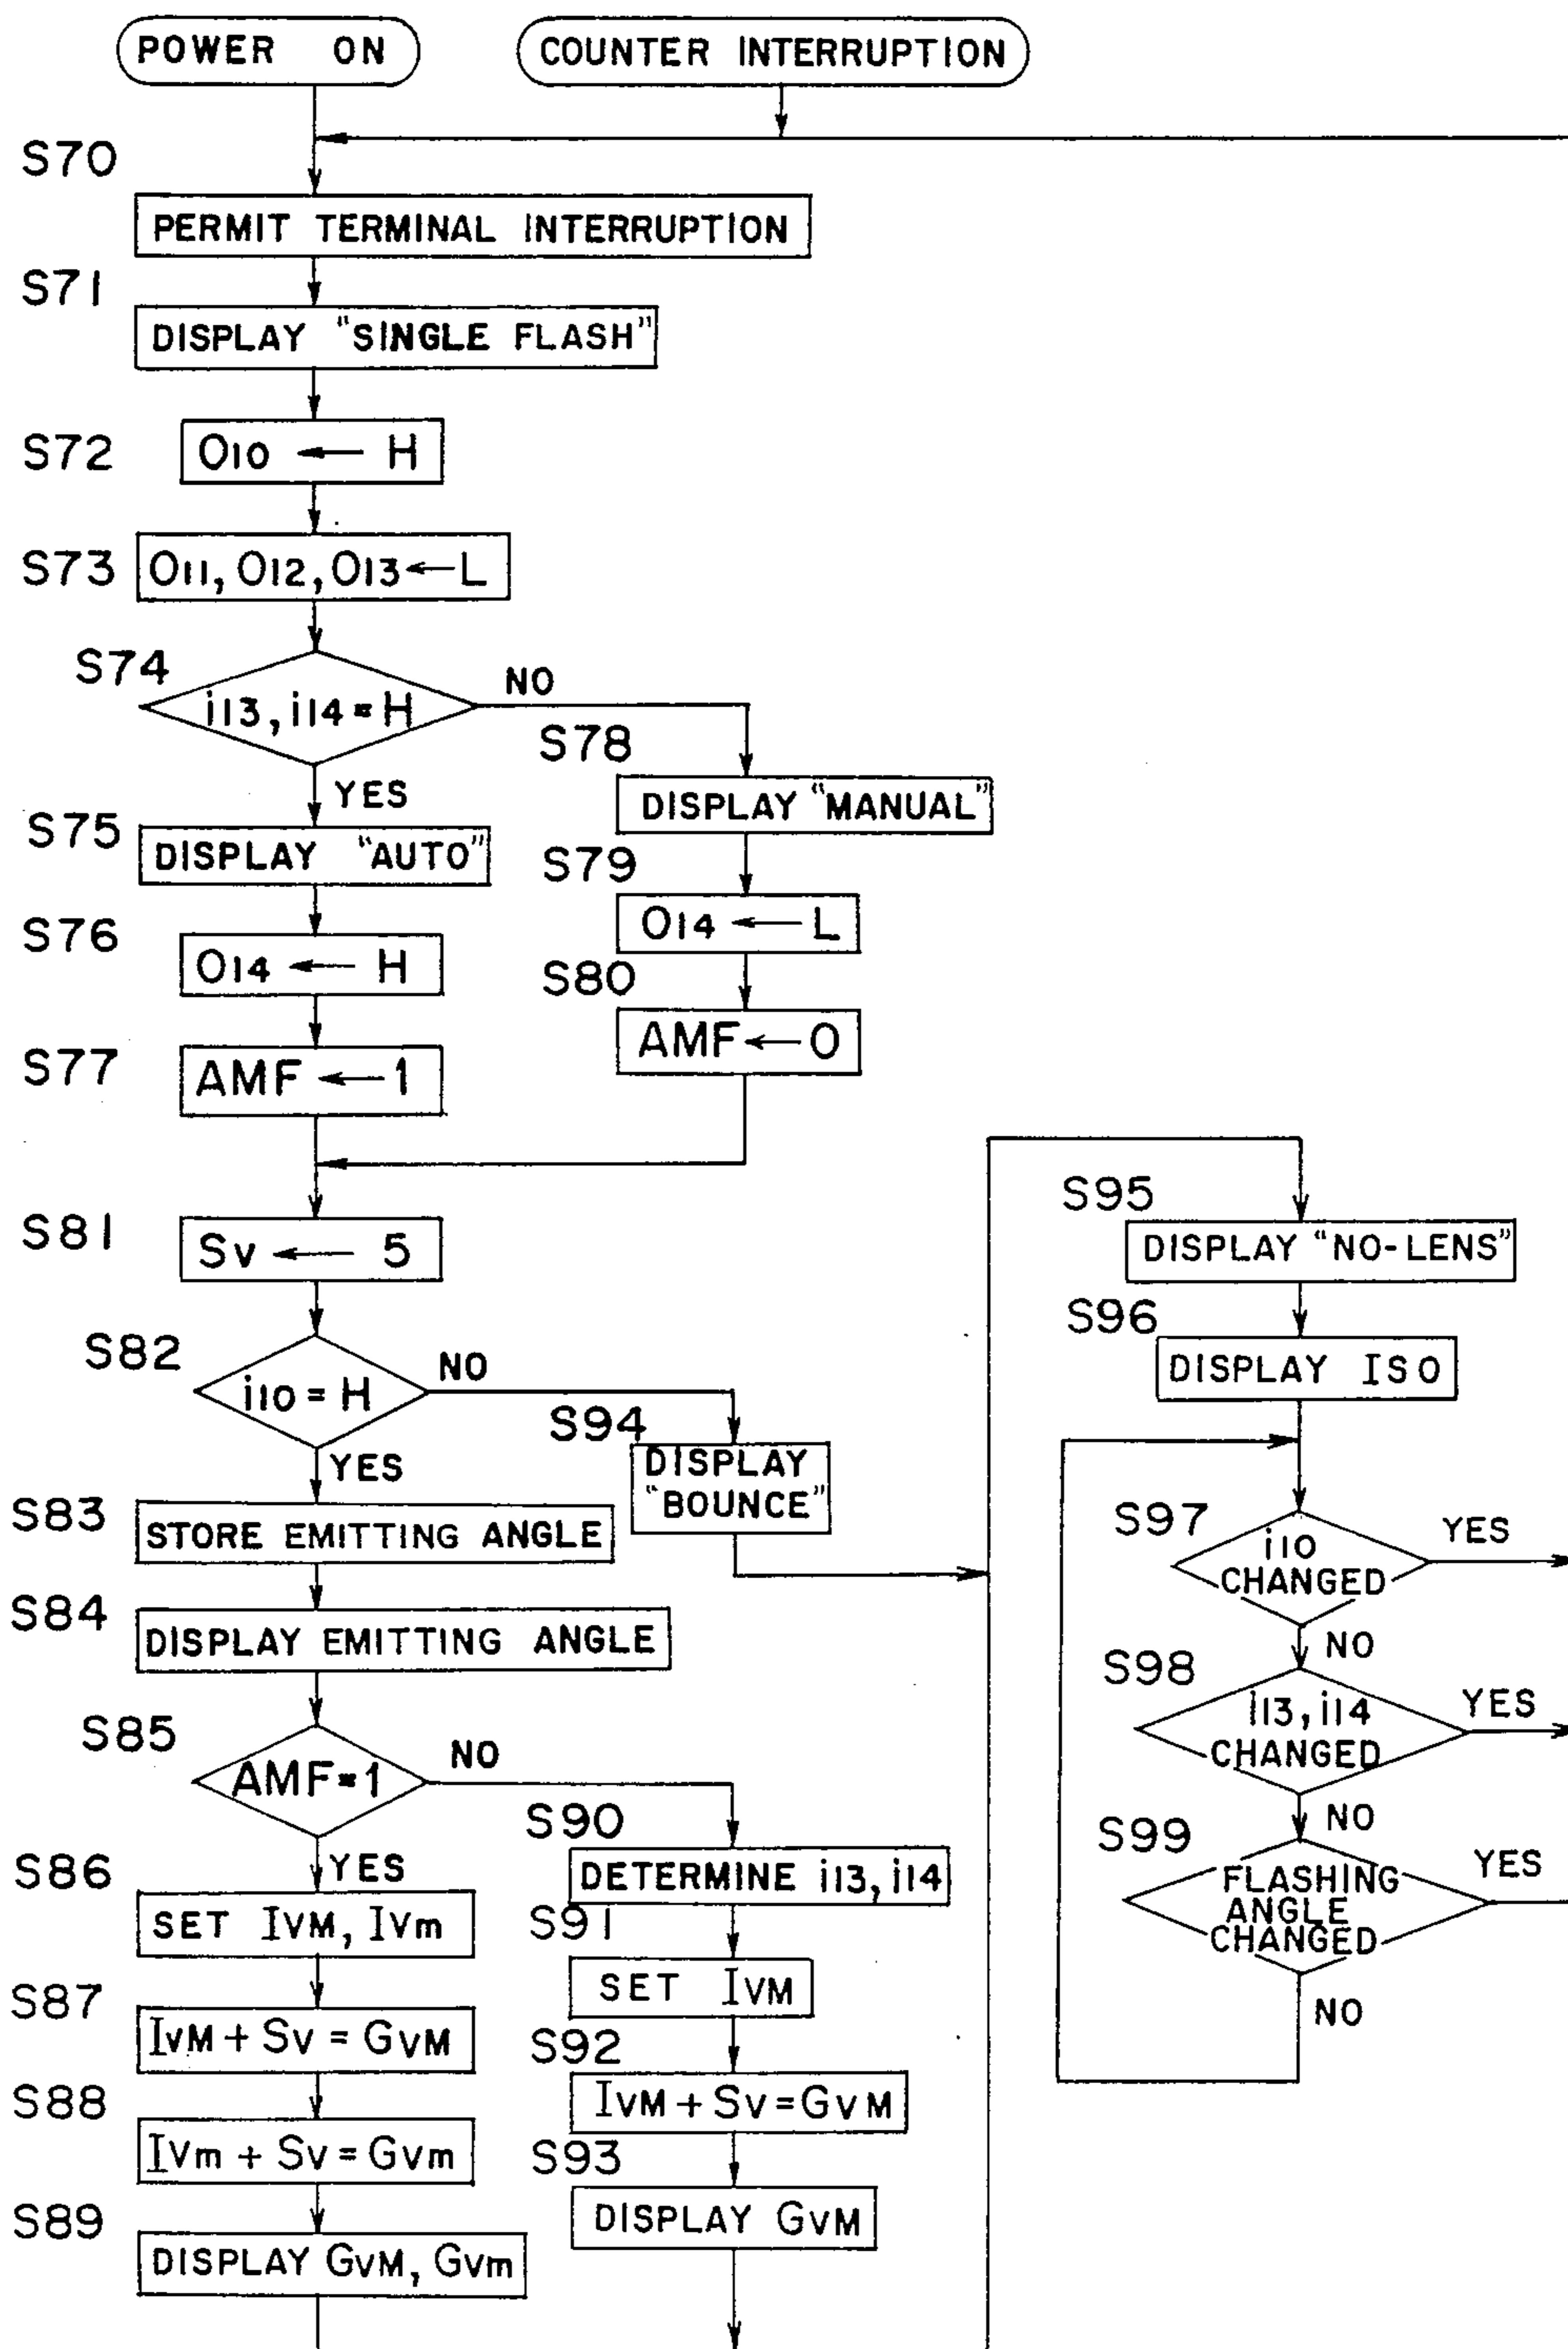 POWER ON
COUNTER INTERRUPTION
S70
PERMIT TERMINAL INTERRUPTION
S71
DISPLAY "SINGLE FLASH"
S72
O10 ← H
S73
O11, O12, O13 ← L
S74
i13, i14 = H
NO
YES
S75
DISPLAY "AUTO"
S76
O14 ← H
S77
AMF ← 1
S78
DISPLAY "MANUAL"
S79
O14 ← L
S80
AMF ← 0
S81
Sv ← 5
S82
i10 = H
NO
YES
S94
DISPLAY
"BOUNCE"
S83
STORE EMITTING ANGLE
S84
DISPLAY EMITTING ANGLE
S85
AMF = 1
NO
YES
S86
SET IvM, IVm
S87
IvM + Sv = GvM
S88
IVm + Sv = Gvm
S89
DISPLAY GvM, Gvm
S90
DETERMINE i13, i14
S91
SET IvM
S92
IvM + Sv = GvM
S93
DISPLAY GvM
S95
DISPLAY "NO-LENS"
S96
DISPLAY ISO
S97
i10
CHANGED
YES
NO
S98
i13, i14
CHANGED
YES
NO
S99
FLASHING
ANGLE
CHANGED
YES
NO